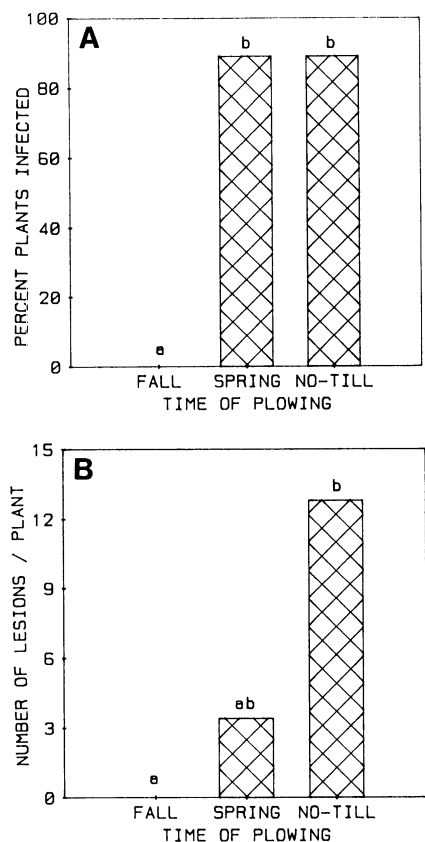 A
PERCENT PLANTS INFECTED
100
80
60
40
20
0
a
b
b
FALL SPRING NO-TILL
TIME OF PLOWING
B
NUMBER OF LESIONS / PLANT
15
12
9
6
3
0
a
ab
b
FALL SPRING NO-TILL
TIME OF PLOWING